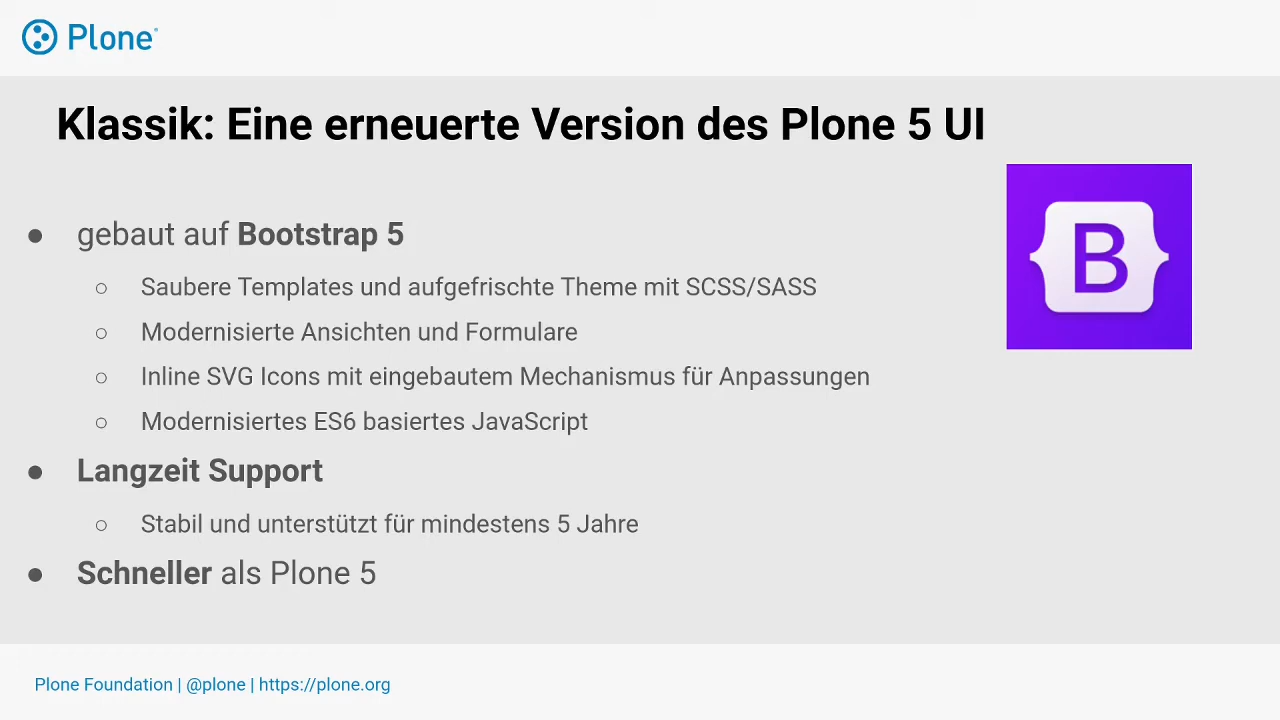 Plone®
Klassik: Eine erneuerte Version des Plone 5 UI
● gebaut auf Bootstrap 5
○ Saubere Templates und aufgefrischte Theme mit SCSS/SASS
○ Modernisierte Ansichten und Formulare
○ Inline SVG Icons mit eingebautem Mechanismus für Anpassungen
○ Modernisiertes ES6 basiertes JavaScript
● Langzeit Support
○ Stabil und unterstützt für mindestens 5 Jahre
● Schneller als Plone 5
B
Plone Foundation | @plone | https://plone.org